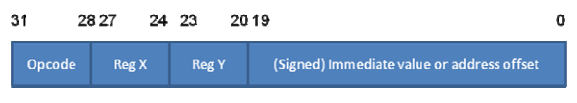 31 28 27 24 23 20 19 0
Opcode Reg X Reg Y (Signed) Immediate value or address offset